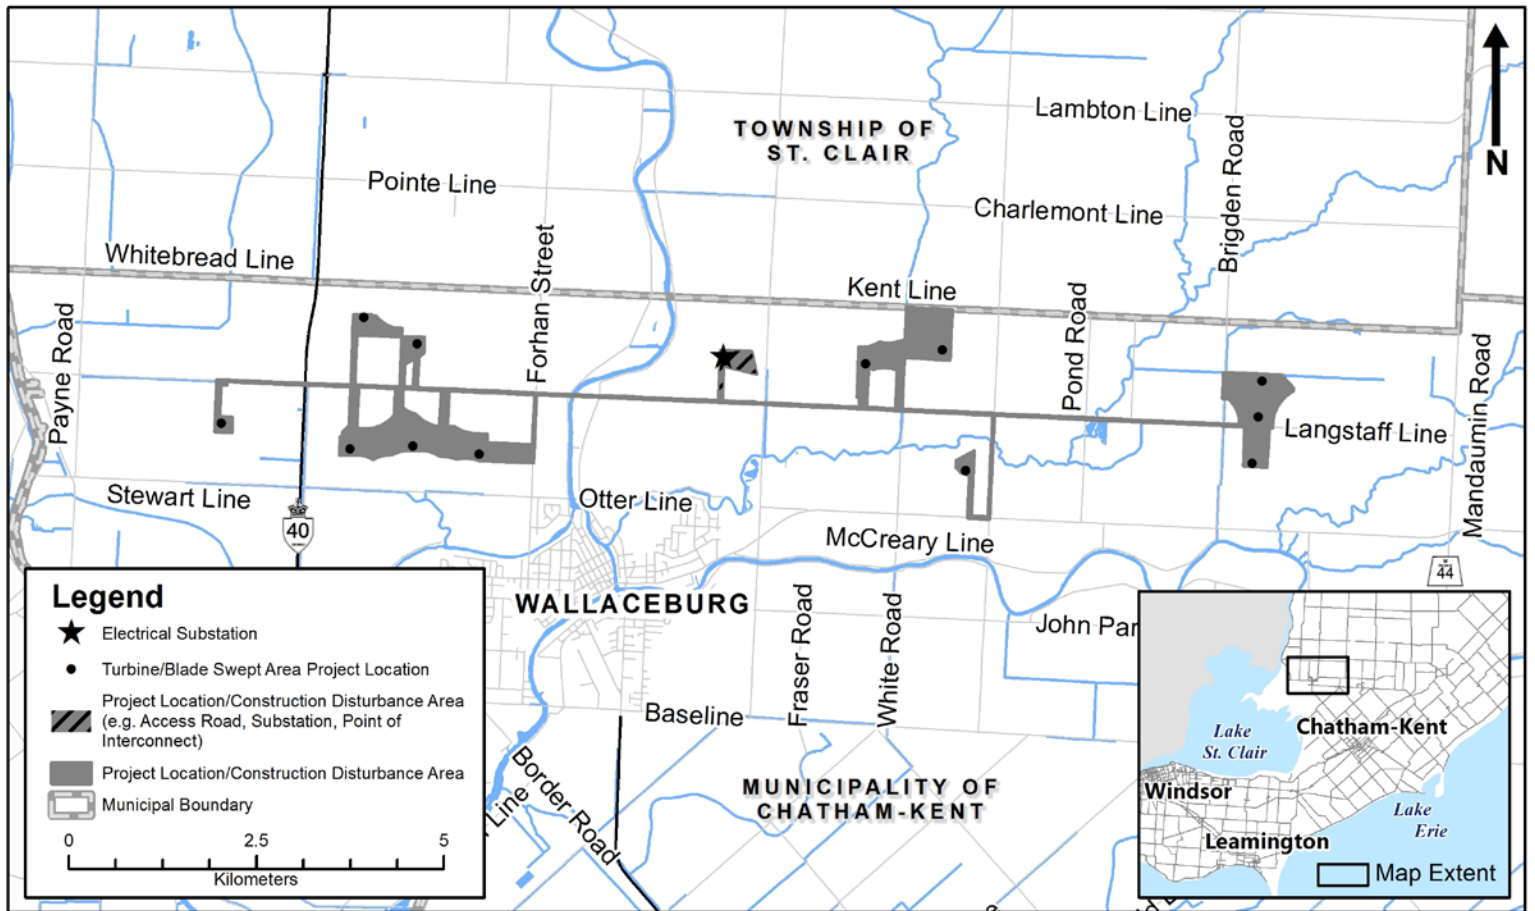 TOWNSHIP OF
ST. CLAIR
Lambton Line
Brigden Road
N
Pointe Line
Charlemont Line
Whitebread Line
Forhan Street
Kent Line
Payne Road
Pond Road
Mandaumin Road
Langstaff Line
Stewart Line
40
Otter Line
McCreary Line
44
WALLACEBURG
Fraser Road
White Road
John Par
Baseline
Border Road
Line
MUNICIPALITY OF
CHATHAM-KENT
Legend
Electrical Substation
Turbine/Blade Swept Area Project Location
Project Location/Construction Disturbance Area
(e.g. Access Road, Substation, Point of
Interconnect)
Project Location/Construction Disturbance Area
Municipal Boundary
0 2.5 5
Kilometers
Lake
St. Clair
Chatham-Kent
Windsor
Lake
Erie
Leamington
Map Extent